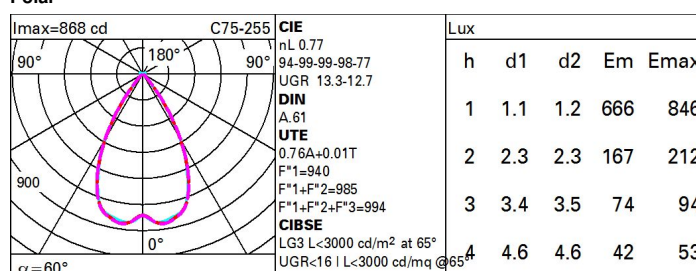 Polar
Imax=868 cd C75-255
90° 180° 90°
900
0°
α=60°
CIE
nL 0.77
94-99-99-98-77
UGR 13.3-12.7
DIN
A.61
UTE
0.76A+0.01T
F"1=940
F"1+F"2=985
F"1+F"2+F"3=994
CIBSE
LG3 L<3000 cd/m² at 65°
UGR<16 | L<3000 cd/mq @65°
Lux
h d1 d2 Em Emax
1 1.1 1.2 666 846
2 2.3 2.3 167 212
3 3.4 3.5 74 94
4 4.6 4.6 42 53